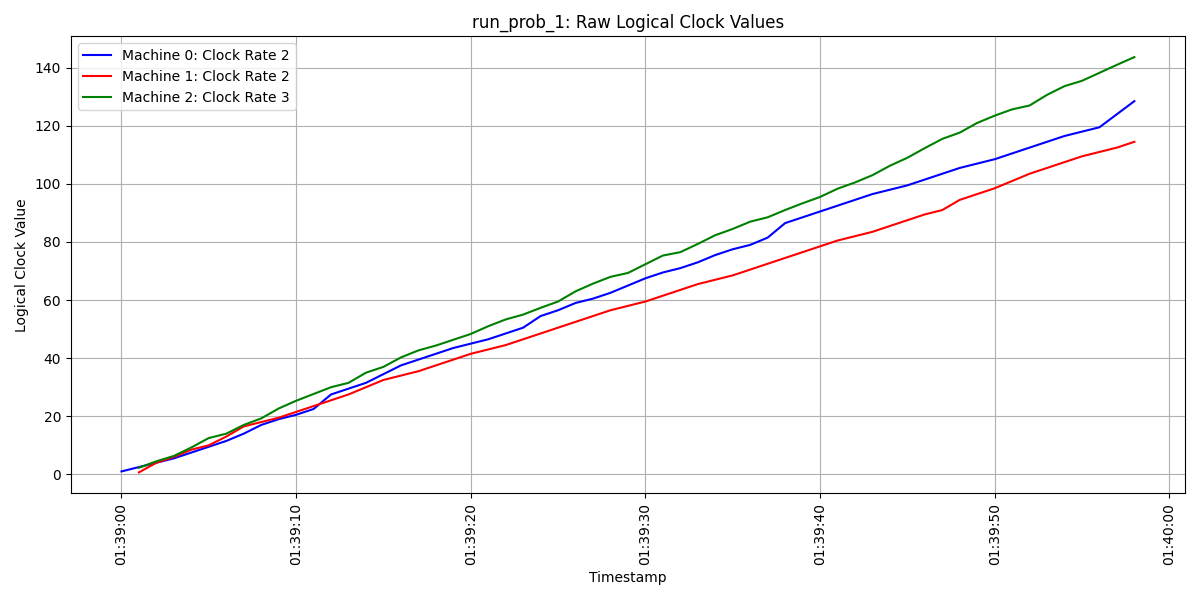 run_prob_1: Raw Logical Clock Values
Machine 0: Clock Rate 2
Machine 1: Clock Rate 2
Machine 2: Clock Rate 3
Logical Clock Value
140
120
100
80
60
40
20
0
01:39:00
01:39:10
01:39:20
01:39:30
01:39:40
01:39:50
01:40:00
Timestamp